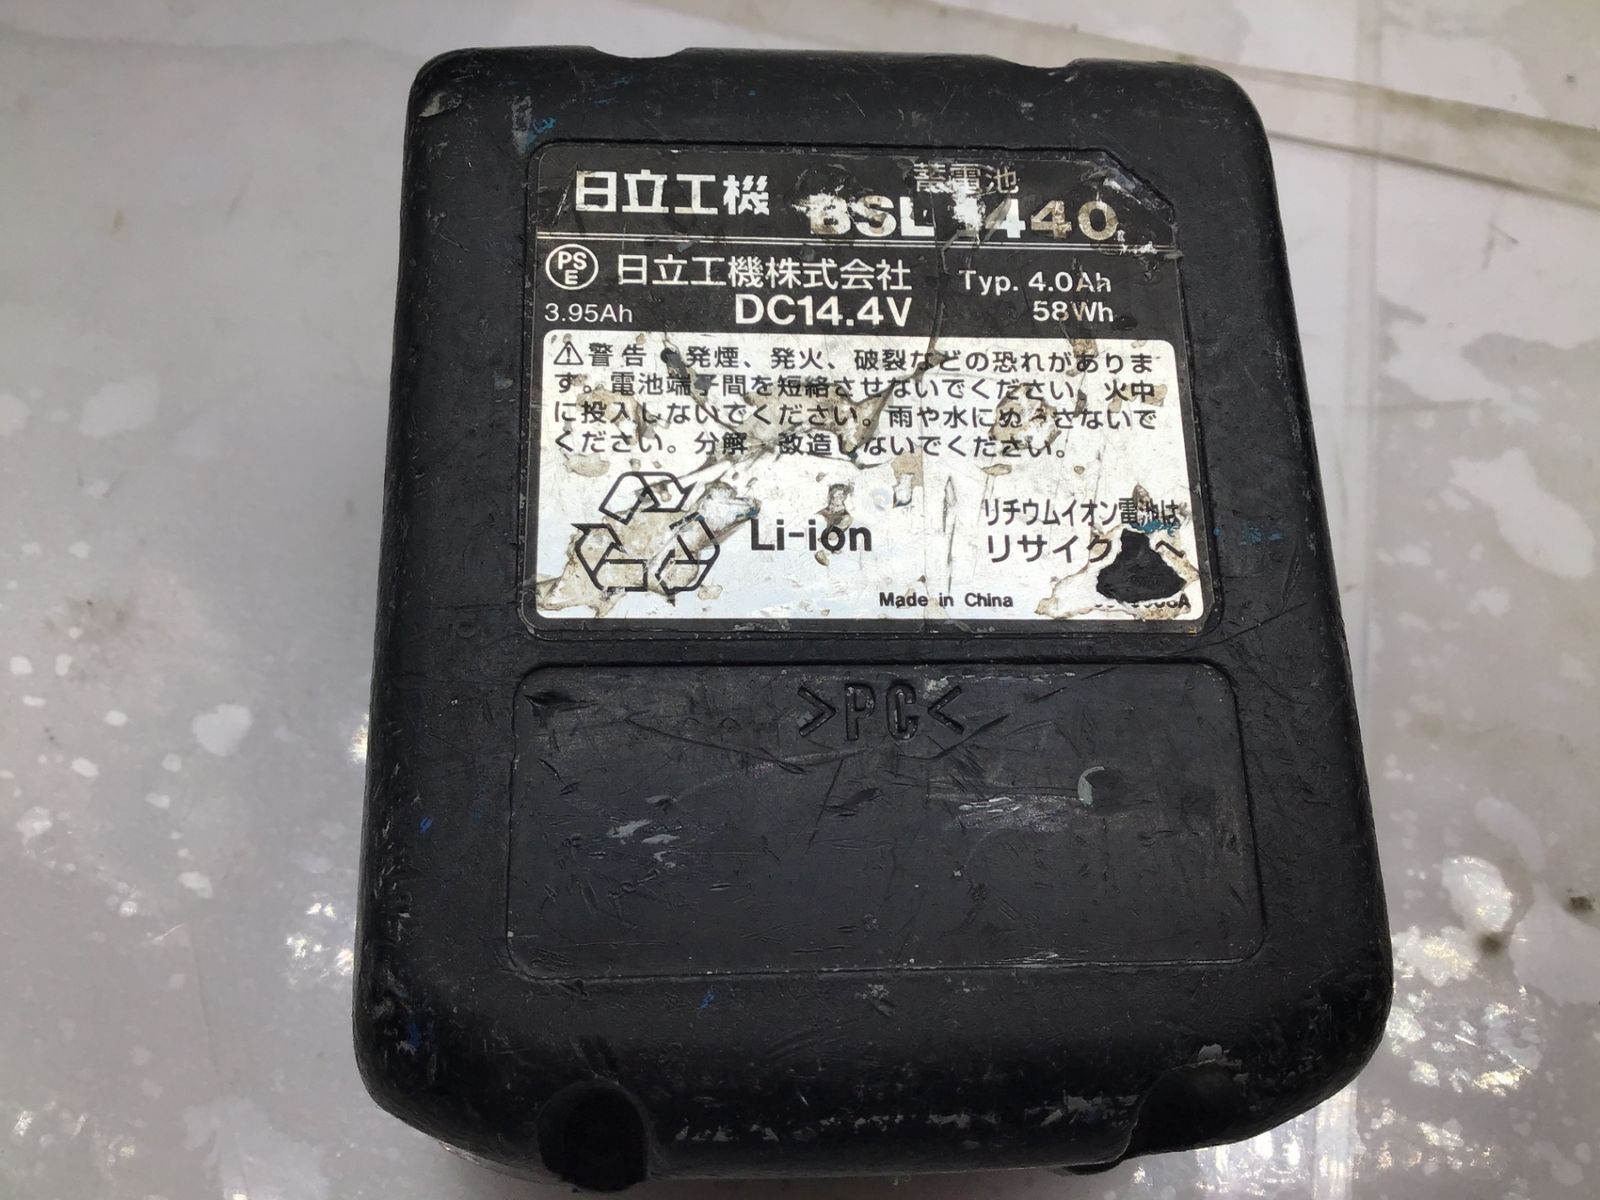 日立工機 蓄電池
BSL 1440
PS
E
日立工機株式会社 Typ. 4.0Ah
3.95Ah DC14.4V 58Wh
⚠警告 発煙、発火、破裂などの恐れがありま
す。電池端子間を短絡させないでください。火中
に投入しないでください。雨や水にぬらさないで
ください。分解 改造しないでください。
Li-ion
リチウムイオン電池は
リサイク へ
Made in China
>PC<